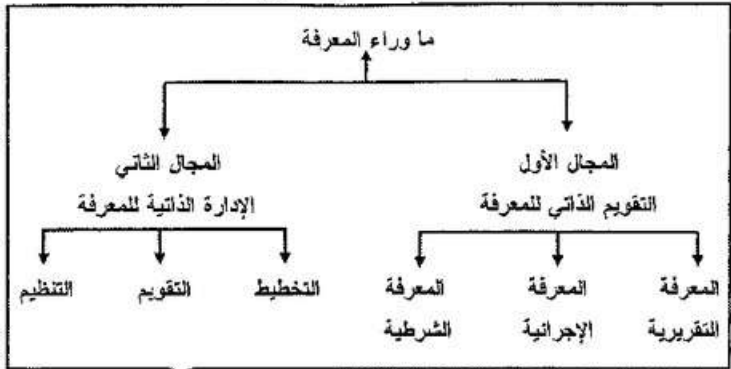 ما وراء المعرفة
المجال الأول
التقويم الذاتي للمعرفة
المجال الثاني
الإدارة الذاتية للمعرفة
المعرفة
التقريرية
المعرفة
الإجرائية
المعرفة
الشرطية
التخطيط
التقويم
التنظيم